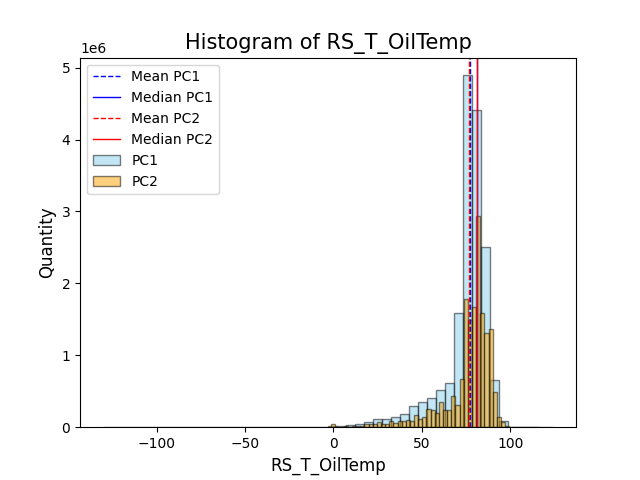 Histogram of RS_T_OilTemp
1e6
Mean PC1
Median PC1
Mean PC2
Median PC2
PC1
PC2
5
4
3
2
1
0
Quantity
−100
−50
0
50
100
RS_T_OilTemp